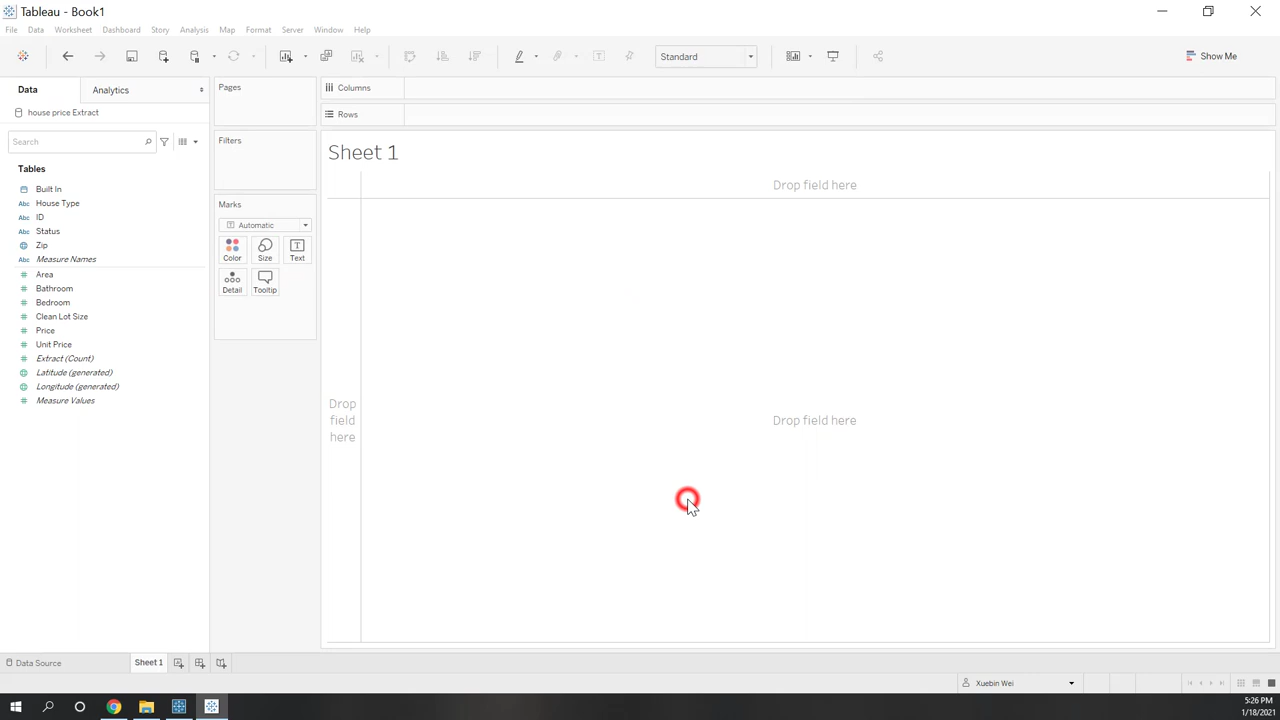 Tableau - Book1
File Data Worksheet Dashboard Story Analysis Map Format Server Window Help
Standard
Show Me
Data
Analytics
house price Extract
Search
Tables
Built In
Abc House Type
Abc ID
Abc Status
Zip
Abc Measure Names
# Area
# Bathroom
# Bedroom
# Clean Lot Size
# Price
# Unit Price
# Extract (Count)
Latitude (generated)
Longitude (generated)
# Measure Values
Pages
Filters
Marks
Automatic
Color Size Text
Detail Tooltip
Columns
Rows
Sheet 1
Drop field here
Drop
field
here
Drop field here
Data Source
Sheet 1
Xuebin Wei
5:26 PM
1/18/2021